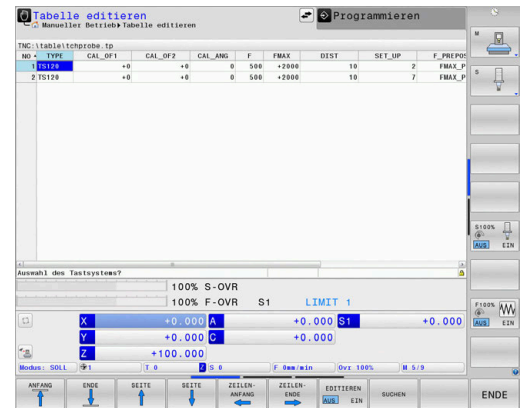 Tabelle editieren
Programmieren
Manueller Betrieb▸Tabelle editieren
TNC:\table\tchprobe.tp
NO TYPE CAL_OF1 CAL_OF2 CAL_ANG F FMAX DIST SET_UP F_PREPOS
1 TS120 +0 +0 0 500 +2000 10 2 FMAX_P
2 TS120 +0 +0 0 500 +2000 10 7 FMAX_P
Auswahl des Tastsystems?
100% S-OVR
100% F-OVR S1 LIMIT 1
X +0.000 A +0.000 S1 +0.000
Y +0.000 C +0.000
Z +100.000
Modus: SOLL 1 T 0 Z S 0 F 0mm/min Ovr 100% M 5/9
M
S
S100%
AUS EIN
F100%
AUS EIN
ANFANG
ENDE
SEITE
SEITE
ZEILEN-
ANFANG
ZEILEN-
ENDE
EDITIEREN
AUS EIN
SUCHEN
ENDE